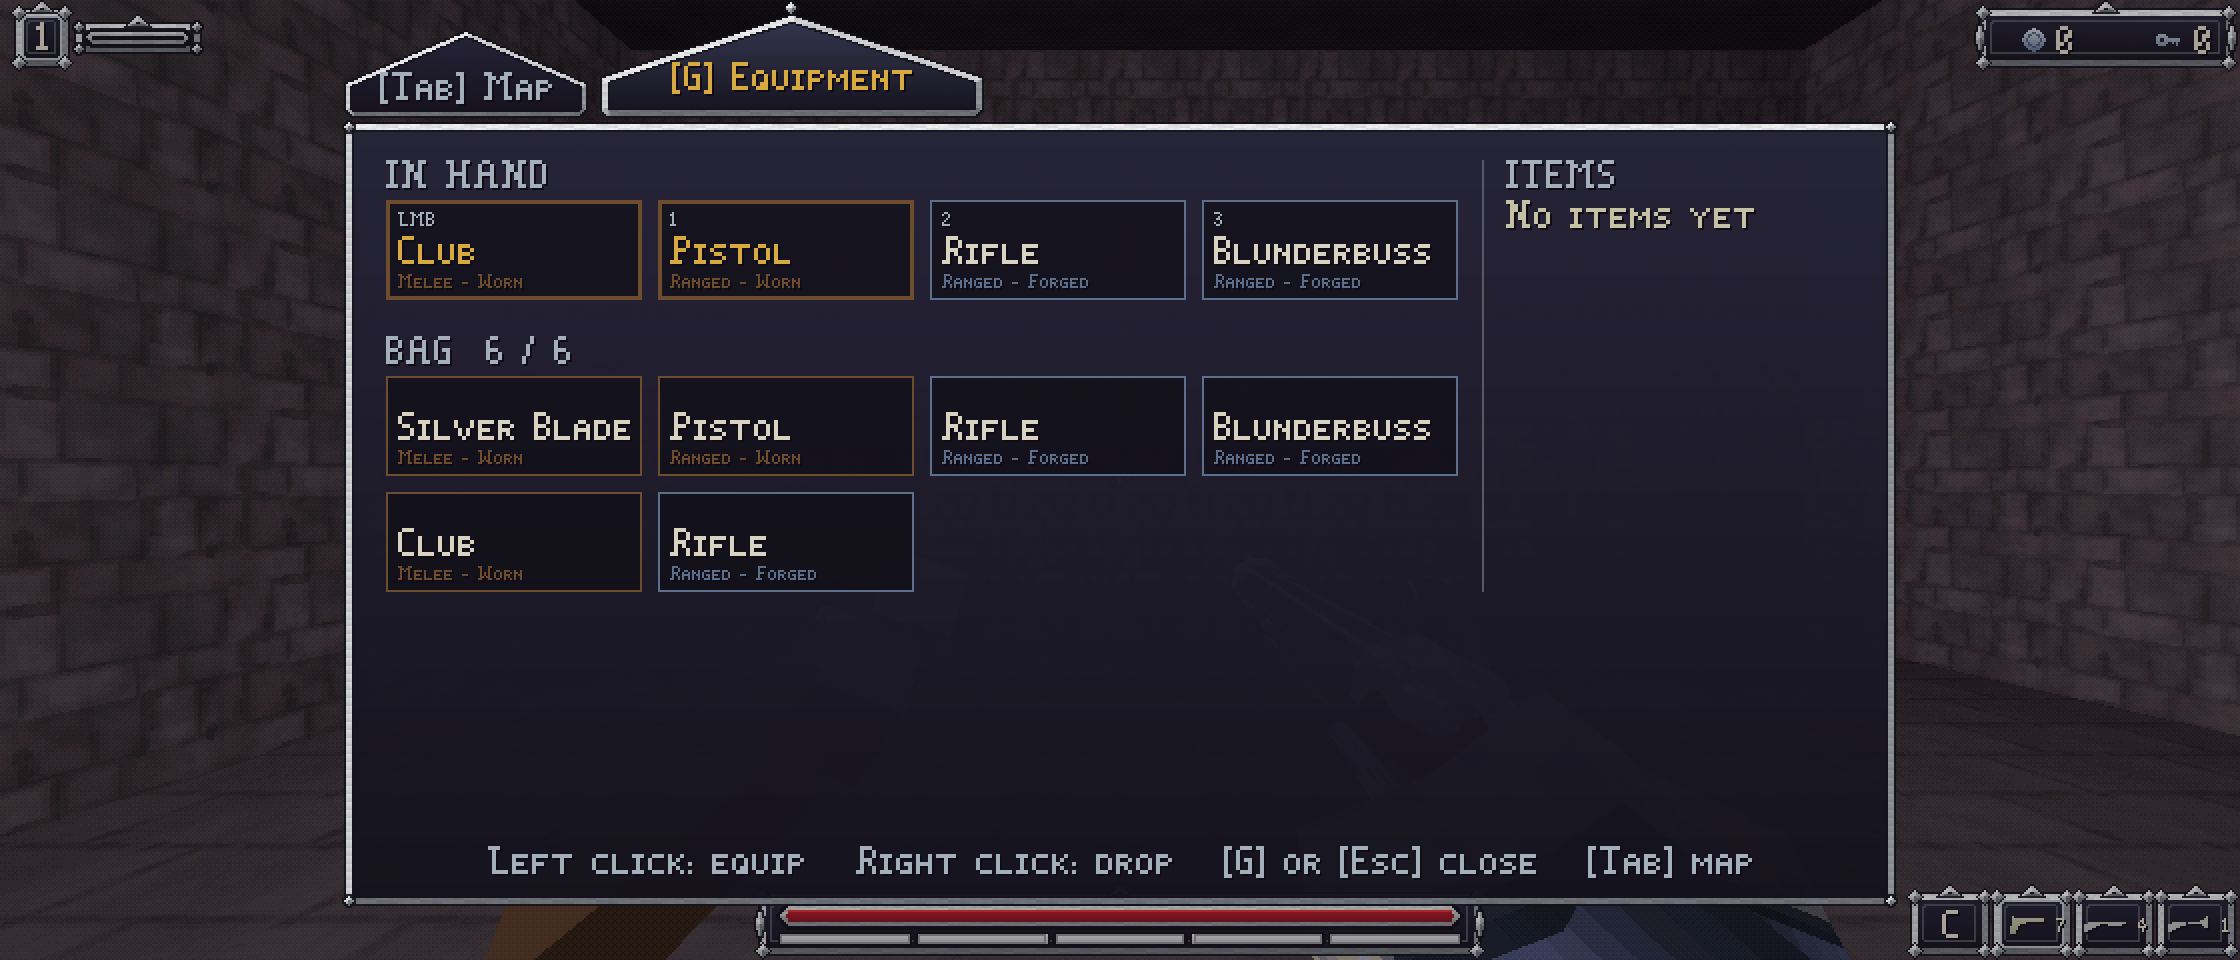 1
0 0
[Tab] Map
[G] Equipment
IN HAND
LMB
Club
Melee - Worn
1
Pistol
Ranged - Worn
2
Rifle
Ranged - Forged
3
Blunderbuss
Ranged - Forged
ITEMS
No items yet
BAG 6 / 6
Silver Blade
Melee - Worn
Pistol
Ranged - Worn
Rifle
Ranged - Forged
Blunderbuss
Ranged - Forged
Club
Melee - Worn
Rifle
Ranged - Forged
Left click: equip Right click: drop [G] or [Esc] close [Tab] map
C